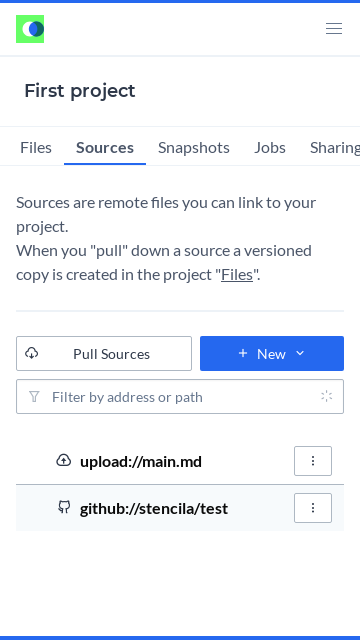 First project
Files Sources Snapshots Jobs Sharing
Sources are remote files you can link to your
project.
When you "pull" down a source a versioned
copy is created in the project "Files".
Pull Sources New
Filter by address or path
upload://main.md
github://stencila/test